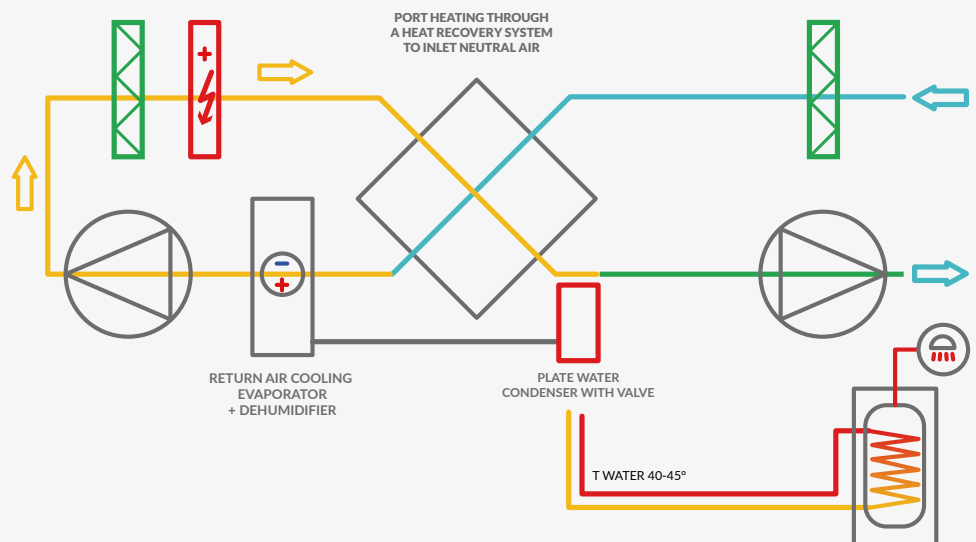 PORT HEATING THROUGH
A HEAT RECOVERY SYSTEM
TO INLET NEUTRAL AIR
RETURN AIR COOLING
EVAPORATOR
+ DEHUMIDIFIER
PLATE WATER
CONDENSER WITH VALVE
T WATER 40-45°